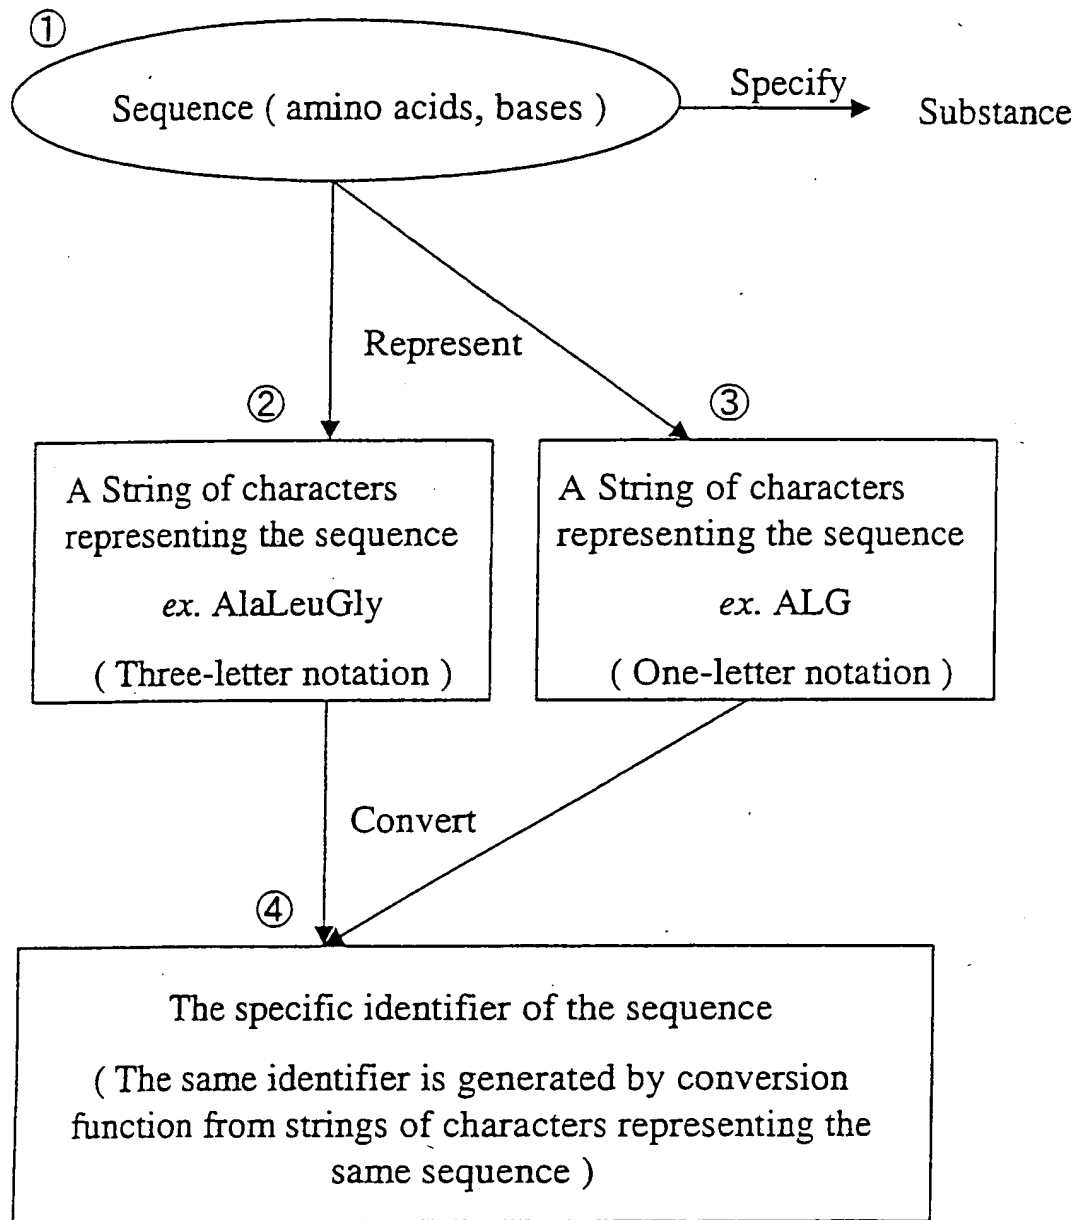 ①
Sequence ( amino acids, bases )
Specify
Substance
Represent
②
A String of characters
representing the sequence
ex. AlaLeuGly
( Three-letter notation )
③
A String of characters
representing the sequence
ex. ALG
( One-letter notation )
Convert
④
The specific identifier of the sequence
( The same identifier is generated by conversion
function from strings of characters representing the
same sequence )